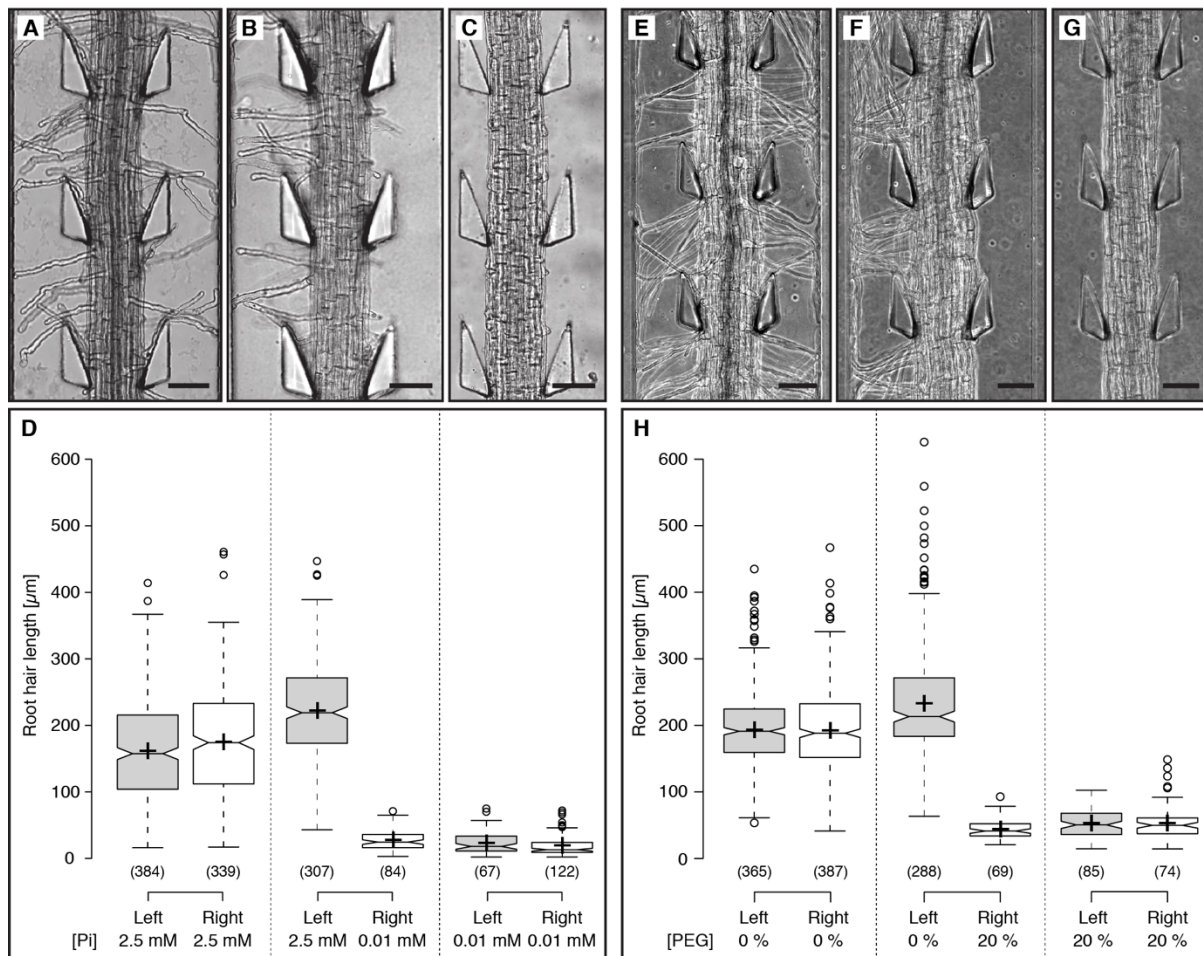 A
B
C
E
F
G
D
600
500
400
300
200
100
0
Root hair length [µm]
(384) (339) (307) (84) (67) (122)
Left Right Left Right Left Right
[Pi] 2.5 mM 2.5 mM 2.5 mM 0.01 mM 0.01 mM 0.01 mM
H
600
500
400
300
200
100
0
Root hair length [µm]
(365) (387) (288) (69) (85) (74)
Left Right Left Right Left Right
[PEG] 0 % 0 % 0 % 20 % 20 % 20 %